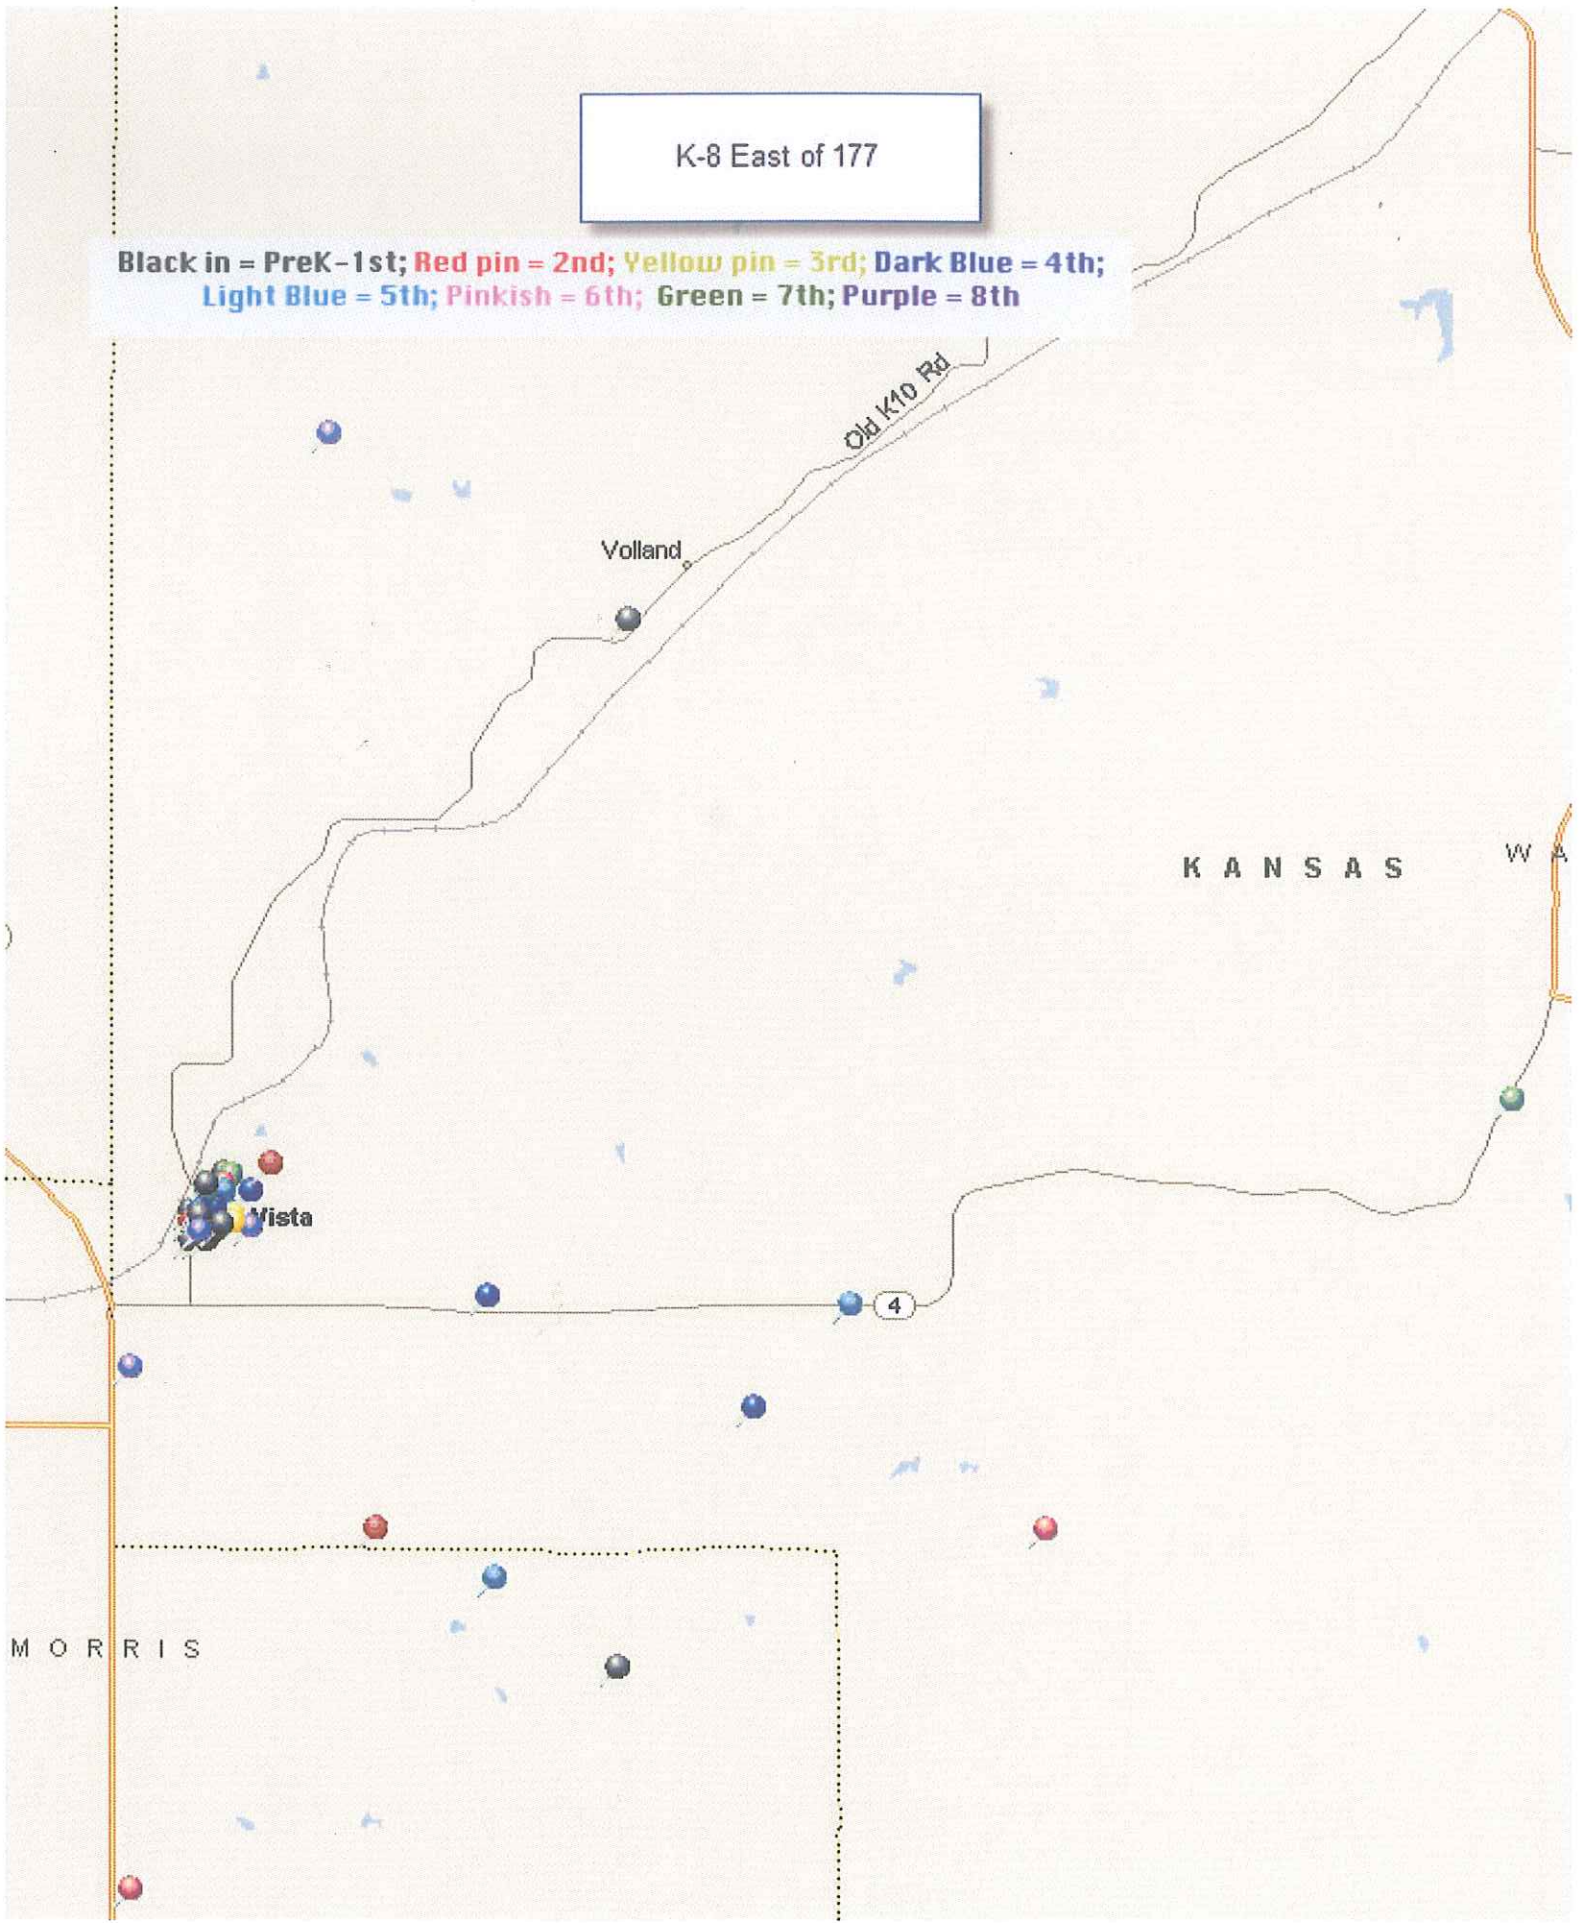 K-8 East of 177
Black in = PreK-1st; Red pin = 2nd; Yellow pin = 3rd; Dark Blue = 4th;
Light Blue = 5th; Pinkish = 6th; Green = 7th; Purple = 8th
Old K10 Rd
Volland
KANSAS
WA
Vista
4
MORRIS